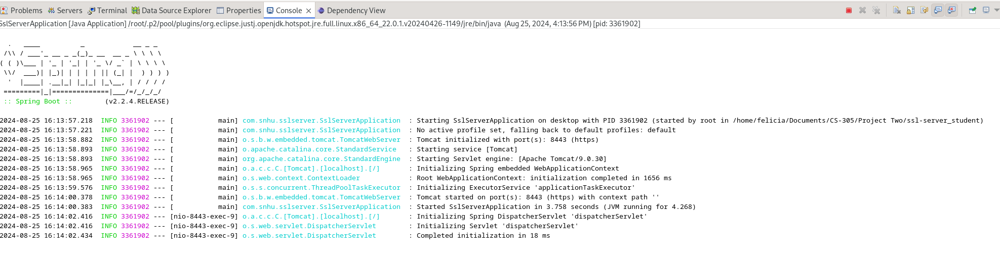 Problems Servers Terminal Data Source Explorer Properties Console Dependency View
SslServerApplication [Java Application] /root/.p2/pool/plugins/org.eclipse.justj.openjdk.hotspot.jre.full.linux.x86_64_22.0.1.v20240426-1149/jre/bin/java (Aug 25, 2024, 4:13:56 PM) [pid: 3361902]
  .   ____          _            __ _ _
 /\\ / ___'_ __ _ _(_)_ __  __ _ \ \ \ \
( ( )\___ | '_ | '_| | '_ \/ _` | \ \ \ \
 \\/  ___)| |_)| | | | | || (_| |  ) ) ) )
  '  |____| .__|_| |_|_| |_\__, | / / / /
 =========|_|==============|___/=/_/_/_/
 :: Spring Boot ::        (v2.2.4.RELEASE)
2024-08-25 16:13:57.218  INFO 3361902 --- [           main] com.snhu.sslserver.SslServerApplication  : Starting SslServerApplication on desktop with PID 3361902 (started by root in /home/felicia/Documents/CS-305/Project Two/ssl-server_student)
2024-08-25 16:13:57.221  INFO 3361902 --- [           main] com.snhu.sslserver.SslServerApplication  : No active profile set, falling back to default profiles: default
2024-08-25 16:13:58.882  INFO 3361902 --- [           main] o.s.b.w.embedded.tomcat.TomcatWebServer  : Tomcat initialized with port(s): 8443 (https)
2024-08-25 16:13:58.893  INFO 3361902 --- [           main] o.apache.catalina.core.StandardService   : Starting service [Tomcat]
2024-08-25 16:13:58.893  INFO 3361902 --- [           main] org.apache.catalina.core.StandardEngine  : Starting Servlet engine: [Apache Tomcat/9.0.30]
2024-08-25 16:13:58.965  INFO 3361902 --- [           main] o.a.c.c.C.[Tomcat].[localhost].[/]       : Initializing Spring embedded WebApplicationContext
2024-08-25 16:13:58.965  INFO 3361902 --- [           main] o.s.web.context.ContextLoader            : Root WebApplicationContext: initialization completed in 1656 ms
2024-08-25 16:13:59.576  INFO 3361902 --- [           main] o.s.s.concurrent.ThreadPoolTaskExecutor  : Initializing ExecutorService 'applicationTaskExecutor'
2024-08-25 16:14:00.378  INFO 3361902 --- [           main] o.s.b.w.embedded.tomcat.TomcatWebServer  : Tomcat started on port(s): 8443 (https) with context path ''
2024-08-25 16:14:00.383  INFO 3361902 --- [           main] com.snhu.sslserver.SslServerApplication  : Started SslServerApplication in 3.758 seconds (JVM running for 4.268)
2024-08-25 16:14:02.416  INFO 3361902 --- [nio-8443-exec-9] o.a.c.c.C.[Tomcat].[localhost].[/]       : Initializing Spring DispatcherServlet 'dispatcherServlet'
2024-08-25 16:14:02.416  INFO 3361902 --- [nio-8443-exec-9] o.s.web.servlet.DispatcherServlet        : Initializing Servlet 'dispatcherServlet'
2024-08-25 16:14:02.434  INFO 3361902 --- [nio-8443-exec-9] o.s.web.servlet.DispatcherServlet        : Completed initialization in 18 ms